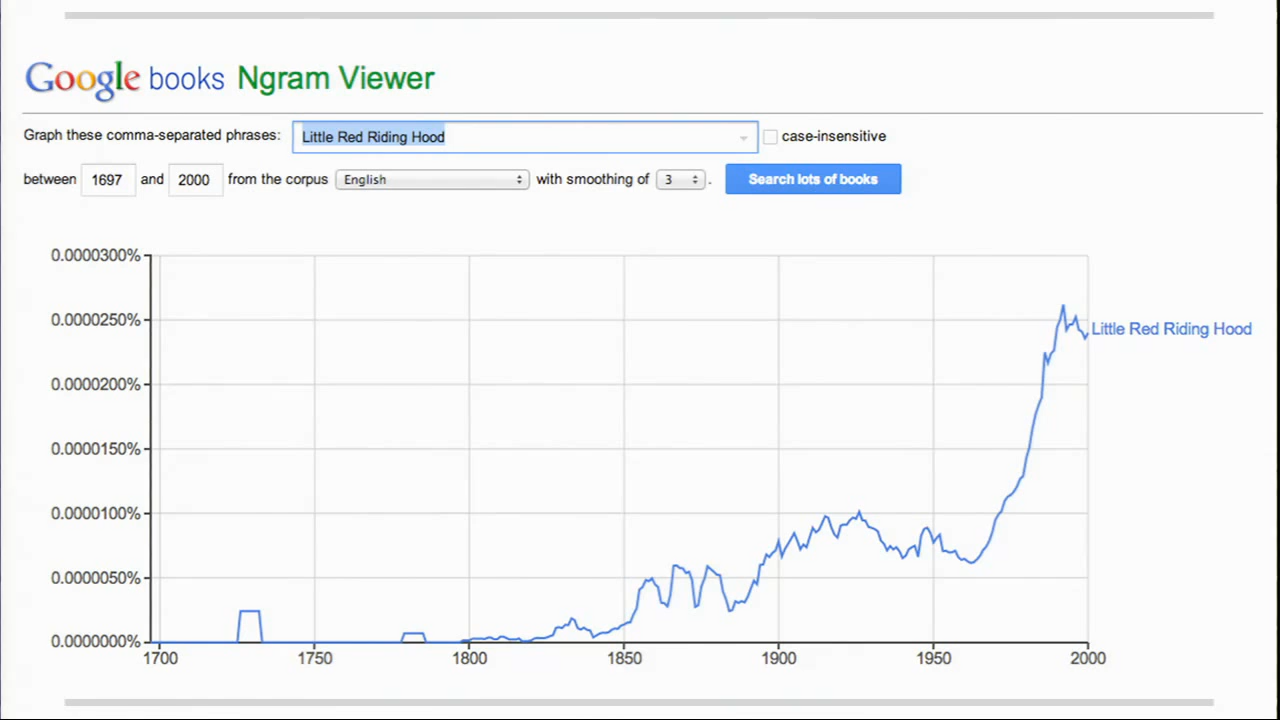 Google books Ngram Viewer
Graph these comma-separated phrases: Little Red Riding Hood case-insensitive
between 1697 and 2000 from the corpus English with smoothing of 3 . Search lots of books
0.0000300%
0.0000250%
Little Red Riding Hood
0.0000200%
0.0000150%
0.0000100%
0.0000050%
0.0000000%
1700 1750 1800 1850 1900 1950 2000